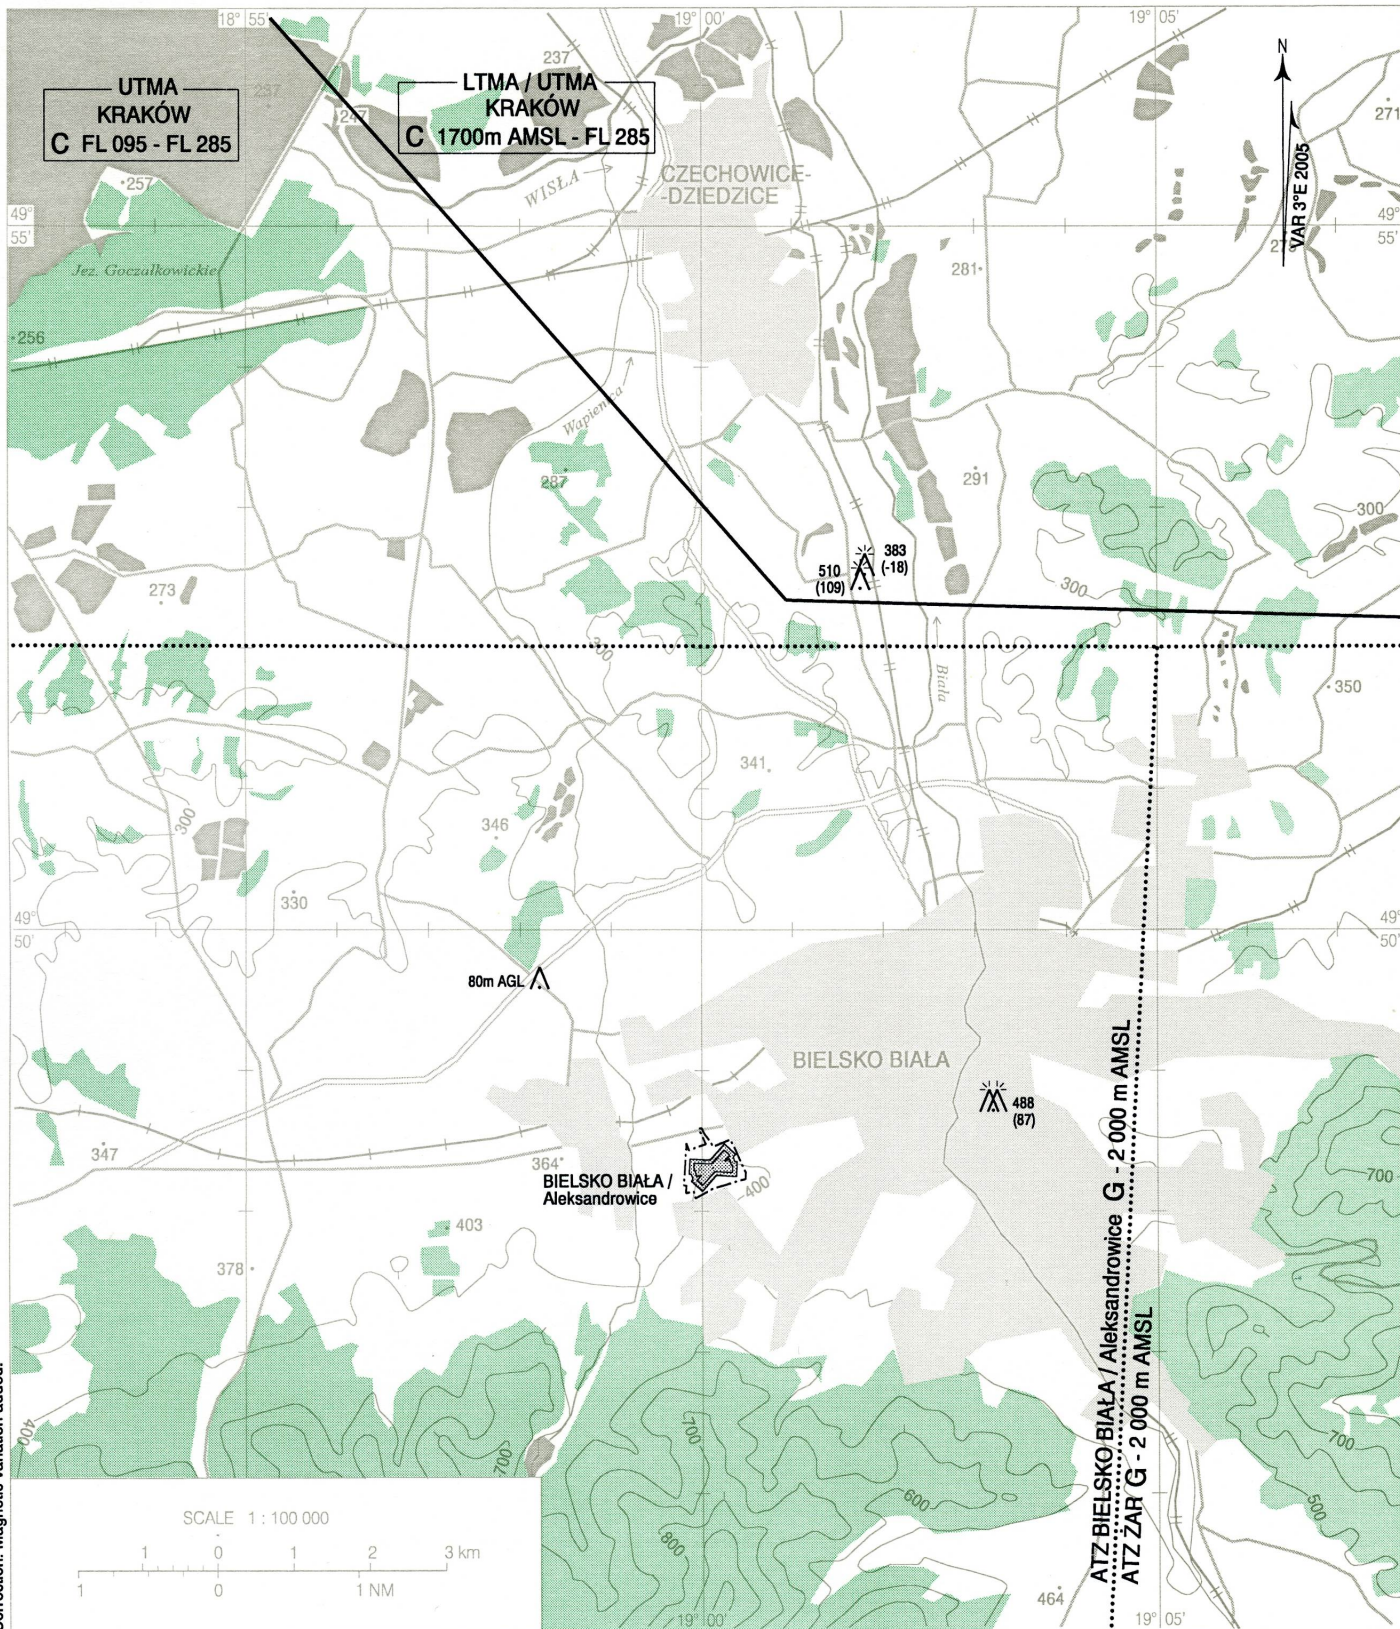 18° 55'
19° 00'
19° 05'
N
UTMA
KRAKÓW
C FL 095 - FL 285
LTMA / UTMA
KRAKÓW
C 1700m AMSL - FL 285
237
237
247
271
CZECHOWICE-
-DZIEDZICE
WISŁA
VAR 3°E 2005
257
49°
55'
49°
55'
Jez. Goczałkowickie
281
256
Wapienica
287
291
300
383
(-18)
510
(109)
273
300
300
Biała
350
341
300
346
330
49°
50'
49°
50'
80m AGL
BIELSKO BIAŁA
488
(87)
347
364
BIELSKO BIAŁA /
Aleksandrowice
400
700
403
378
ATZ BIELSKO BIAŁA / Aleksandrowice G - 2 000 m AMSL
ATZ ŻAR G - 2 000 m AMSL
400
700
700
700
600
500
800
SCALE 1 : 100 000
1 0 1 2 3 km
1 0 1 NM
464
19° 00'
19° 05'